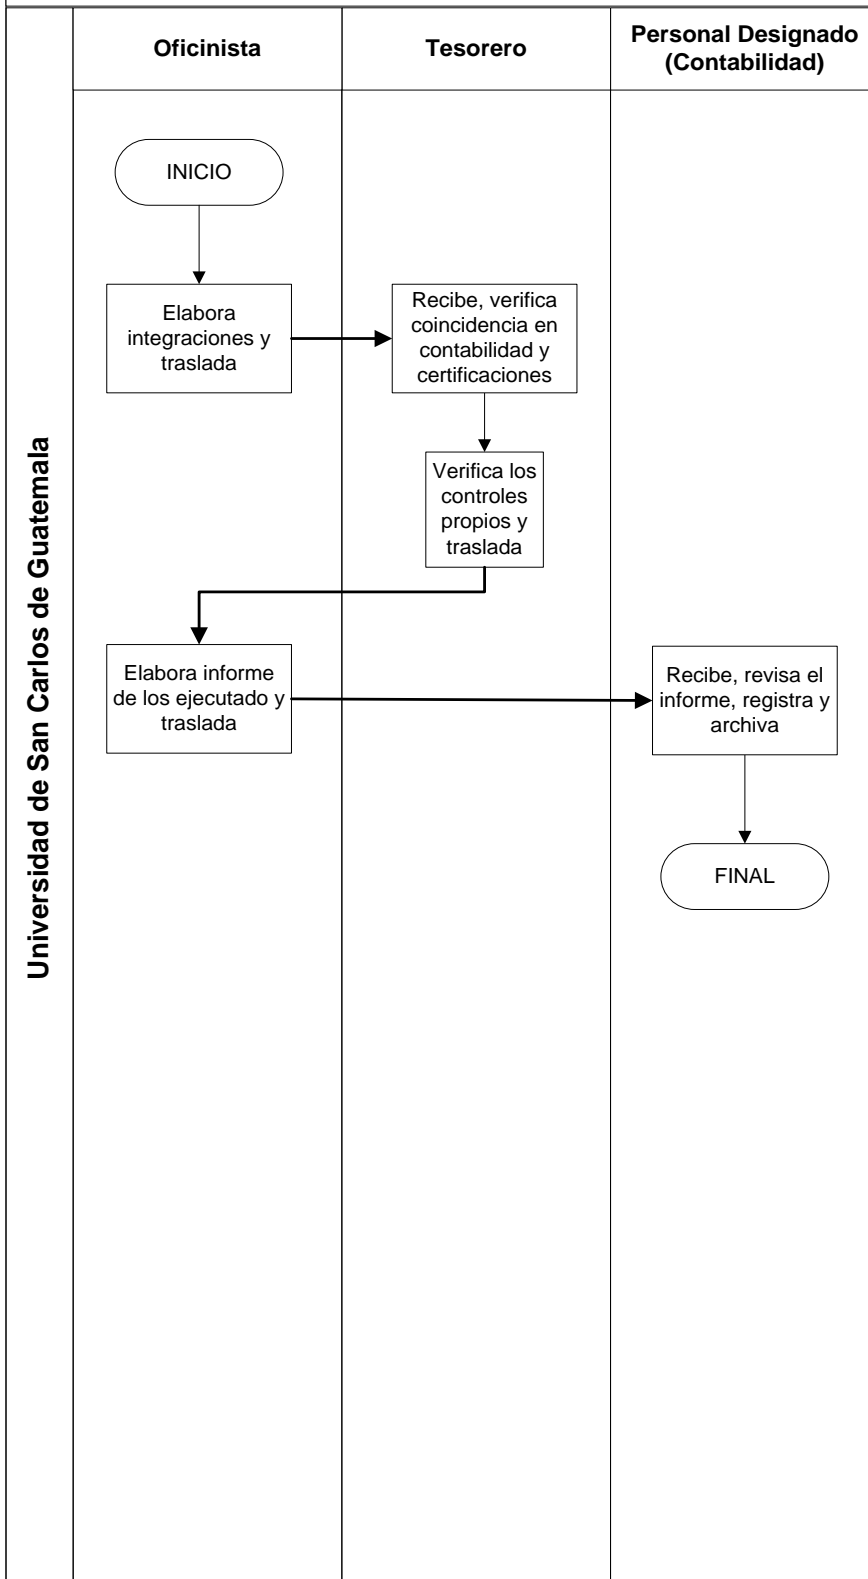 Oficinista
Tesorero
Personal Designado
(Contabilidad)
Universidad de San Carlos de Guatemala
INICIO
Elabora
integraciones y
traslada
Recibe, verifica
coincidencia en
contabilidad y
certificaciones
Verifica los
controles
propios y
traslada
Elabora informe
de los ejecutado y
traslada
Recibe, revisa el
informe, registra y
archiva
FINAL